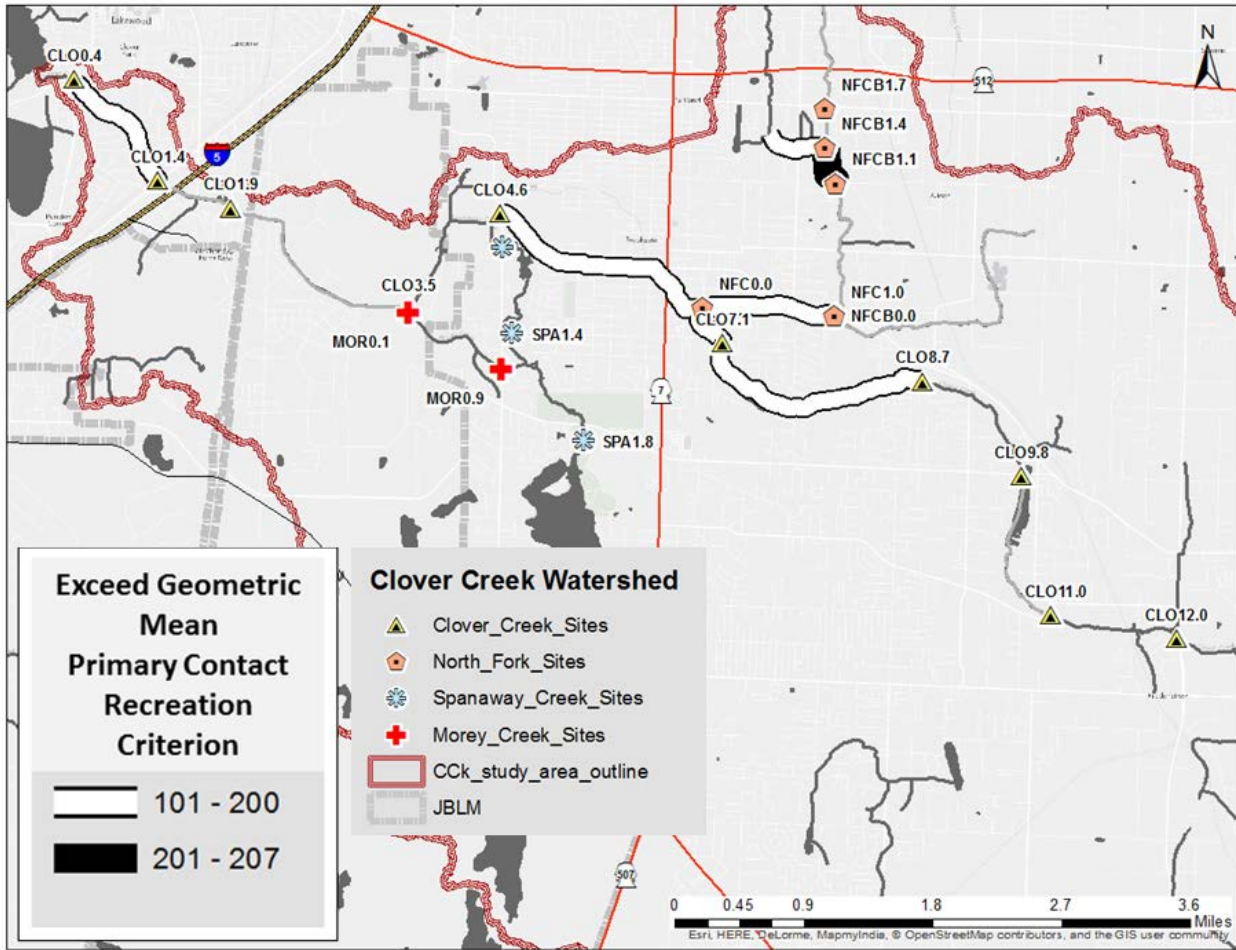 Lakewood
CLO0.4
N
512
NFCB1.7
NFCB1.4
CLO1.4
5
CLO1.9
NFCB1.1
CLO4.6
CLO3.5
NFC0.0
NFC1.0
NFCB0.0
CLO7.1
MOR0.1
SPA1.4
CLO8.7
7
MOR0.9
SPA1.8
CLO9.8
CLO11.0
CLO12.0
Exceed Geometric
Mean
Primary Contact
Recreation
Criterion
101 - 200
201 - 207
Clover Creek Watershed
Clover_Creek_Sites
North_Fork_Sites
Spanaway_Creek_Sites
Morey_Creek_Sites
CCk_study_area_outline
JBLM
507
0 0.45 0.9 1.8 2.7 3.6
Miles
Esri, HERE, DeLorme, MapmyIndia, © OpenStreetMap contributors, and the GIS user community